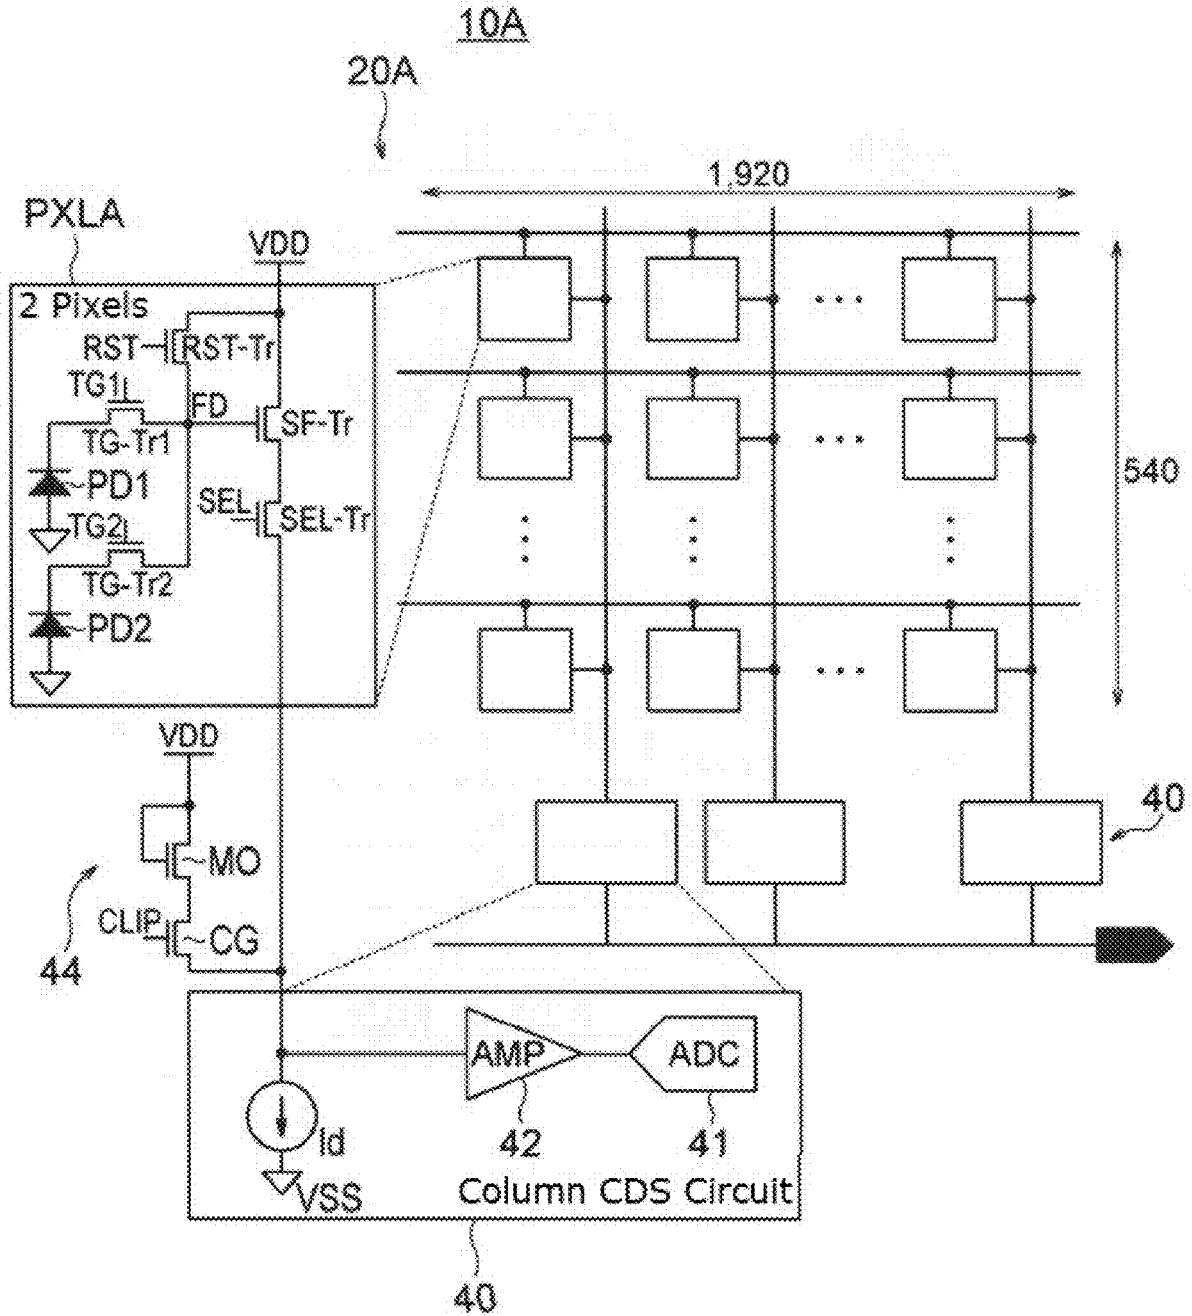 10A
20A
1,920
PXLA
VDD
2 Pixels
RST
RST-Tr
TG1
FD
SF-Tr
TG-Tr1
PD1
540
SEL
SEL-Tr
TG2
TG-Tr2
PD2
VDD
40
MO
CLIP
CG
44
AMP
ADC
42
41
Id
VSS
Column CDS Circuit
40